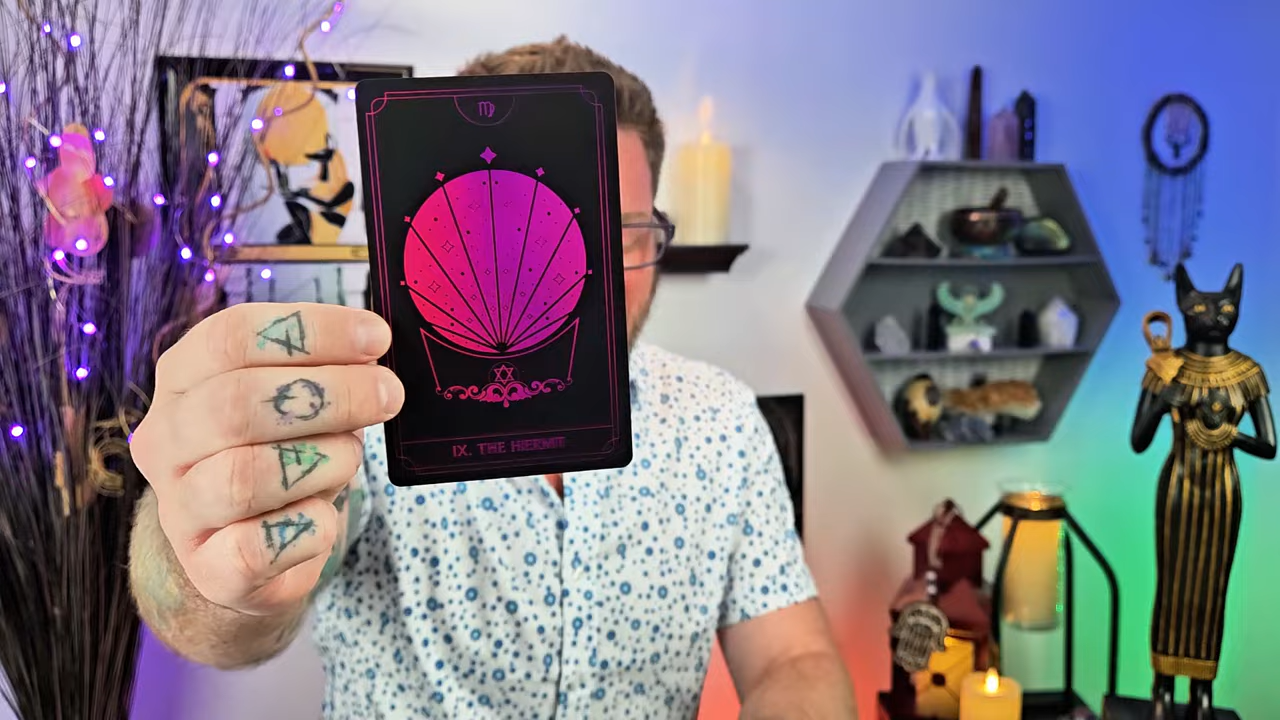 ♍
IX. THE HERMIT